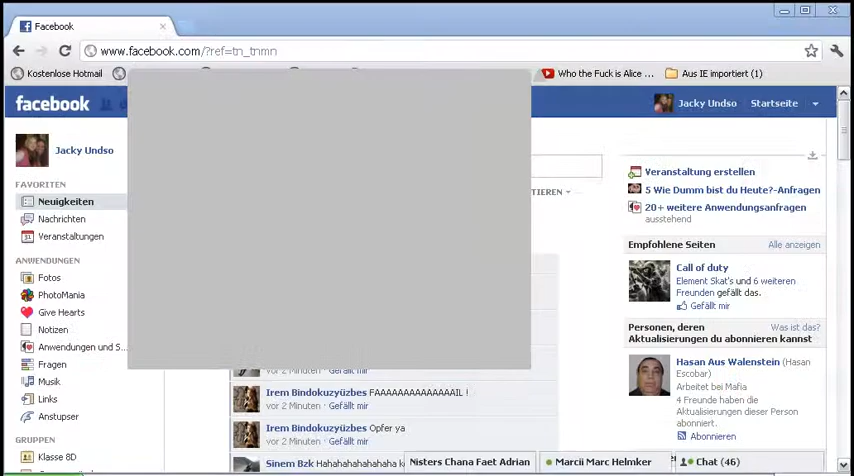 Facebook
www.facebook.com/?ref=tn_tnmn
Kostenlose Hotmail
Who the Fuck is Alice ...
Aus IE importiert (1)
facebook
Jacky Undso
Startseite
Jacky Undso
FAVORITEN
Neuigkeiten
Nachrichten
Veranstaltungen
ANWENDUNGEN
Fotos
PhotoMania
Give Hearts
Notizen
Anwendungen und S...
Fragen
Musik
Links
Anstupser
GRUPPEN
Klasse 8D
TIEREN
vor 2 Minuten · Gefällt mir
Irem Bindokuzyüzbes FAAAAAAAAAAAAAIL !
vor 2 Minuten · Gefällt mir
Irem Bindokuzyüzbes Opfer ya
vor 2 Minuten · Gefällt mir
Sinem Bzk
Veranstaltung erstellen
5 Wie Dumm bist du Heute?-Anfragen
20+ weitere Anwendungsanfragen
ausstehend
Empfohlene Seiten
Alle anzeigen
Call of duty
Element Skat's und 6 weiteren
Freunden gefällt das.
Gefällt mir
Personen, deren
Was ist das?
Aktualisierungen du abonnieren kannst
Hasan Aus Walenstein (Hasan
Escobar)
Arbeitet bei Mafia
4 Freunde haben die
Aktualisierungen dieser Person
abonniert.
Abonnieren
Nisters Chana Faet Adrian
Marcii Marc Helmker
Chat (46)